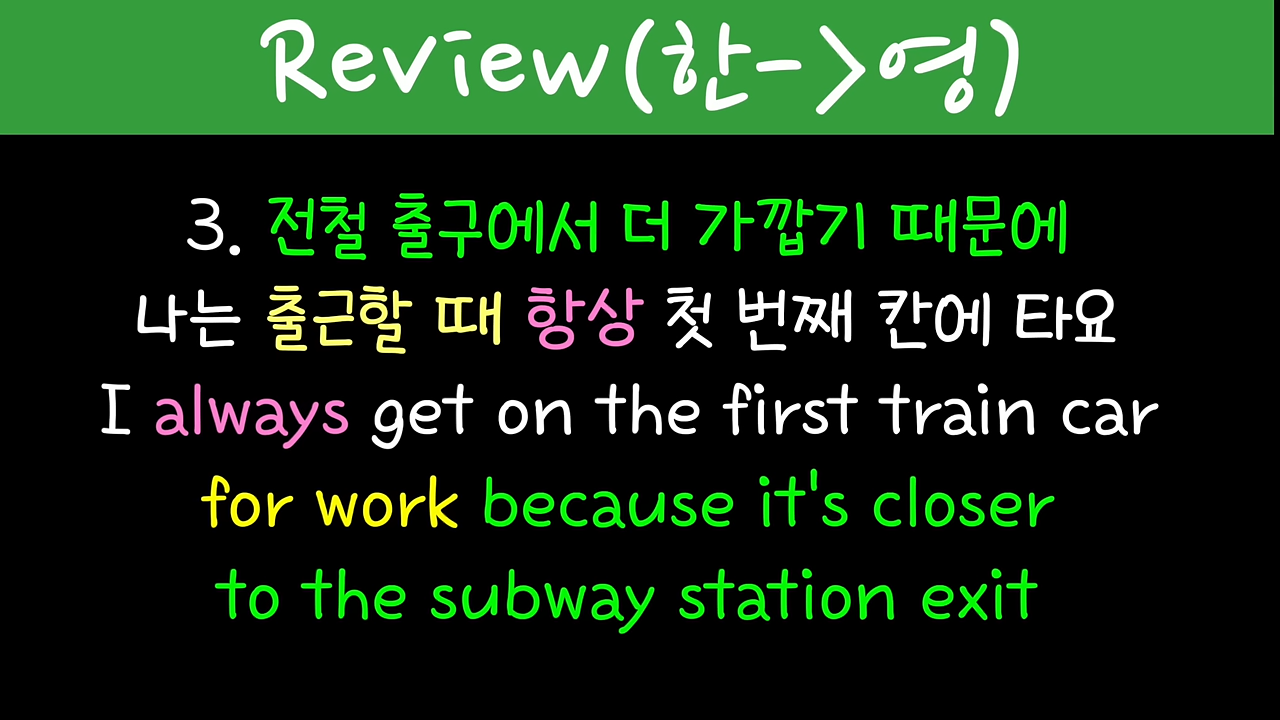 Review(한->영)
3. 전철 출구에서 더 가깝기 때문에
나는 출근할 때 항상 첫 번째 칸에 타요
I always get on the first train car
for work because it's closer
to the subway station exit